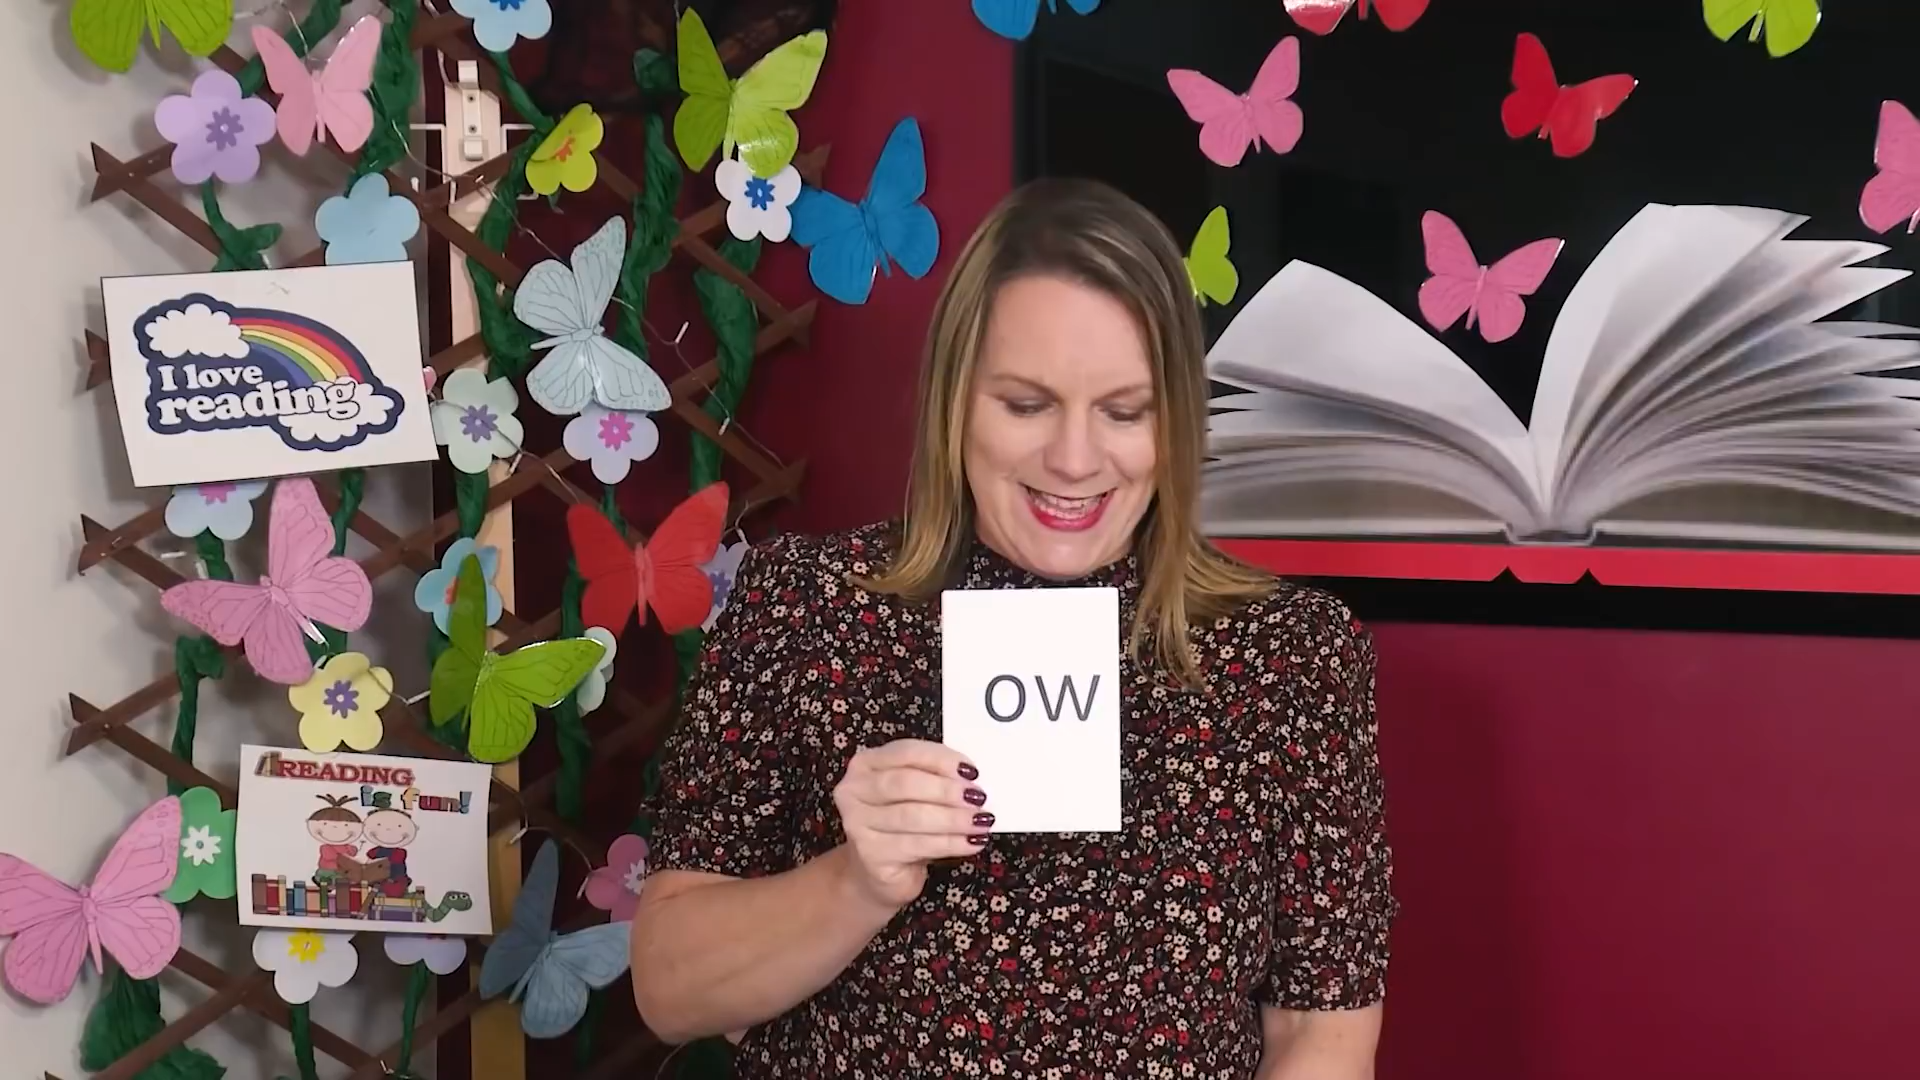 I love
reading
READING
is fun!
ow